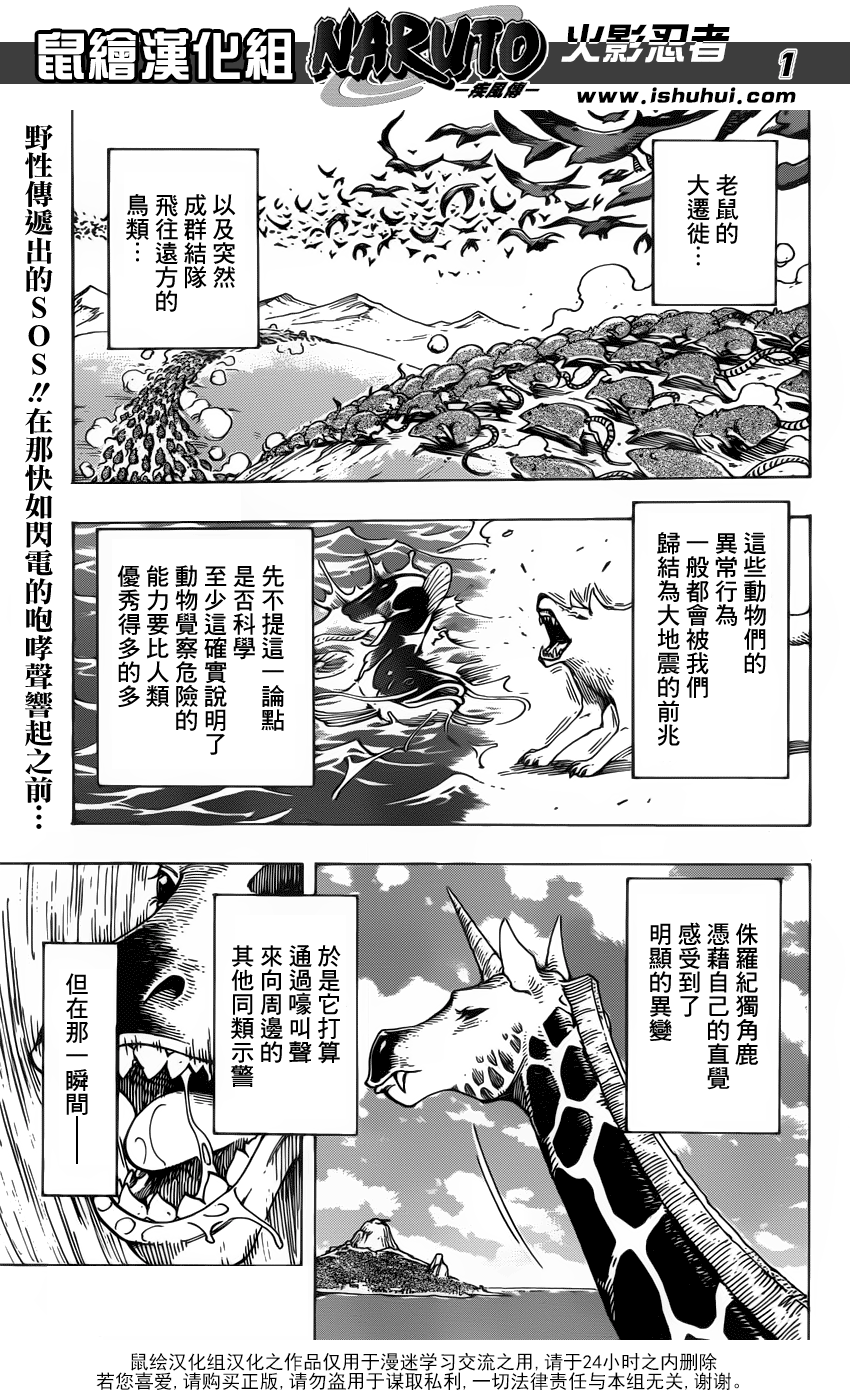 鼠繪漢化組
NARUTO
—疾風傳—
火影忍者
1
www.ishuhui.com
老鼠的
大遷徙…
以及突然
成群結隊
飛往遠方的
鳥類…
野性傳遞出的SOS!!在那快如閃電的咆哮聲響起之前…
這些動物們的
異常行為
一般都會被我們
歸結為大地震的前兆
先不提這一論點
是否科學
至少這確實說明了
動物覺察危險的
能力要比人類
優秀得多的多
侏羅紀獨角鹿
憑藉自己的直覺
感受到了
明顯的異變
於是它打算
通過嚎叫聲
來向周邊的
其他同類示警
但在那一瞬間——
鼠绘汉化组汉化之作品仅用于漫迷学习交流之用,请于24小时之内删除
若您喜爱,请购买正版,请勿盗用于谋取私利,一切法律责任与本组无关,谢谢。